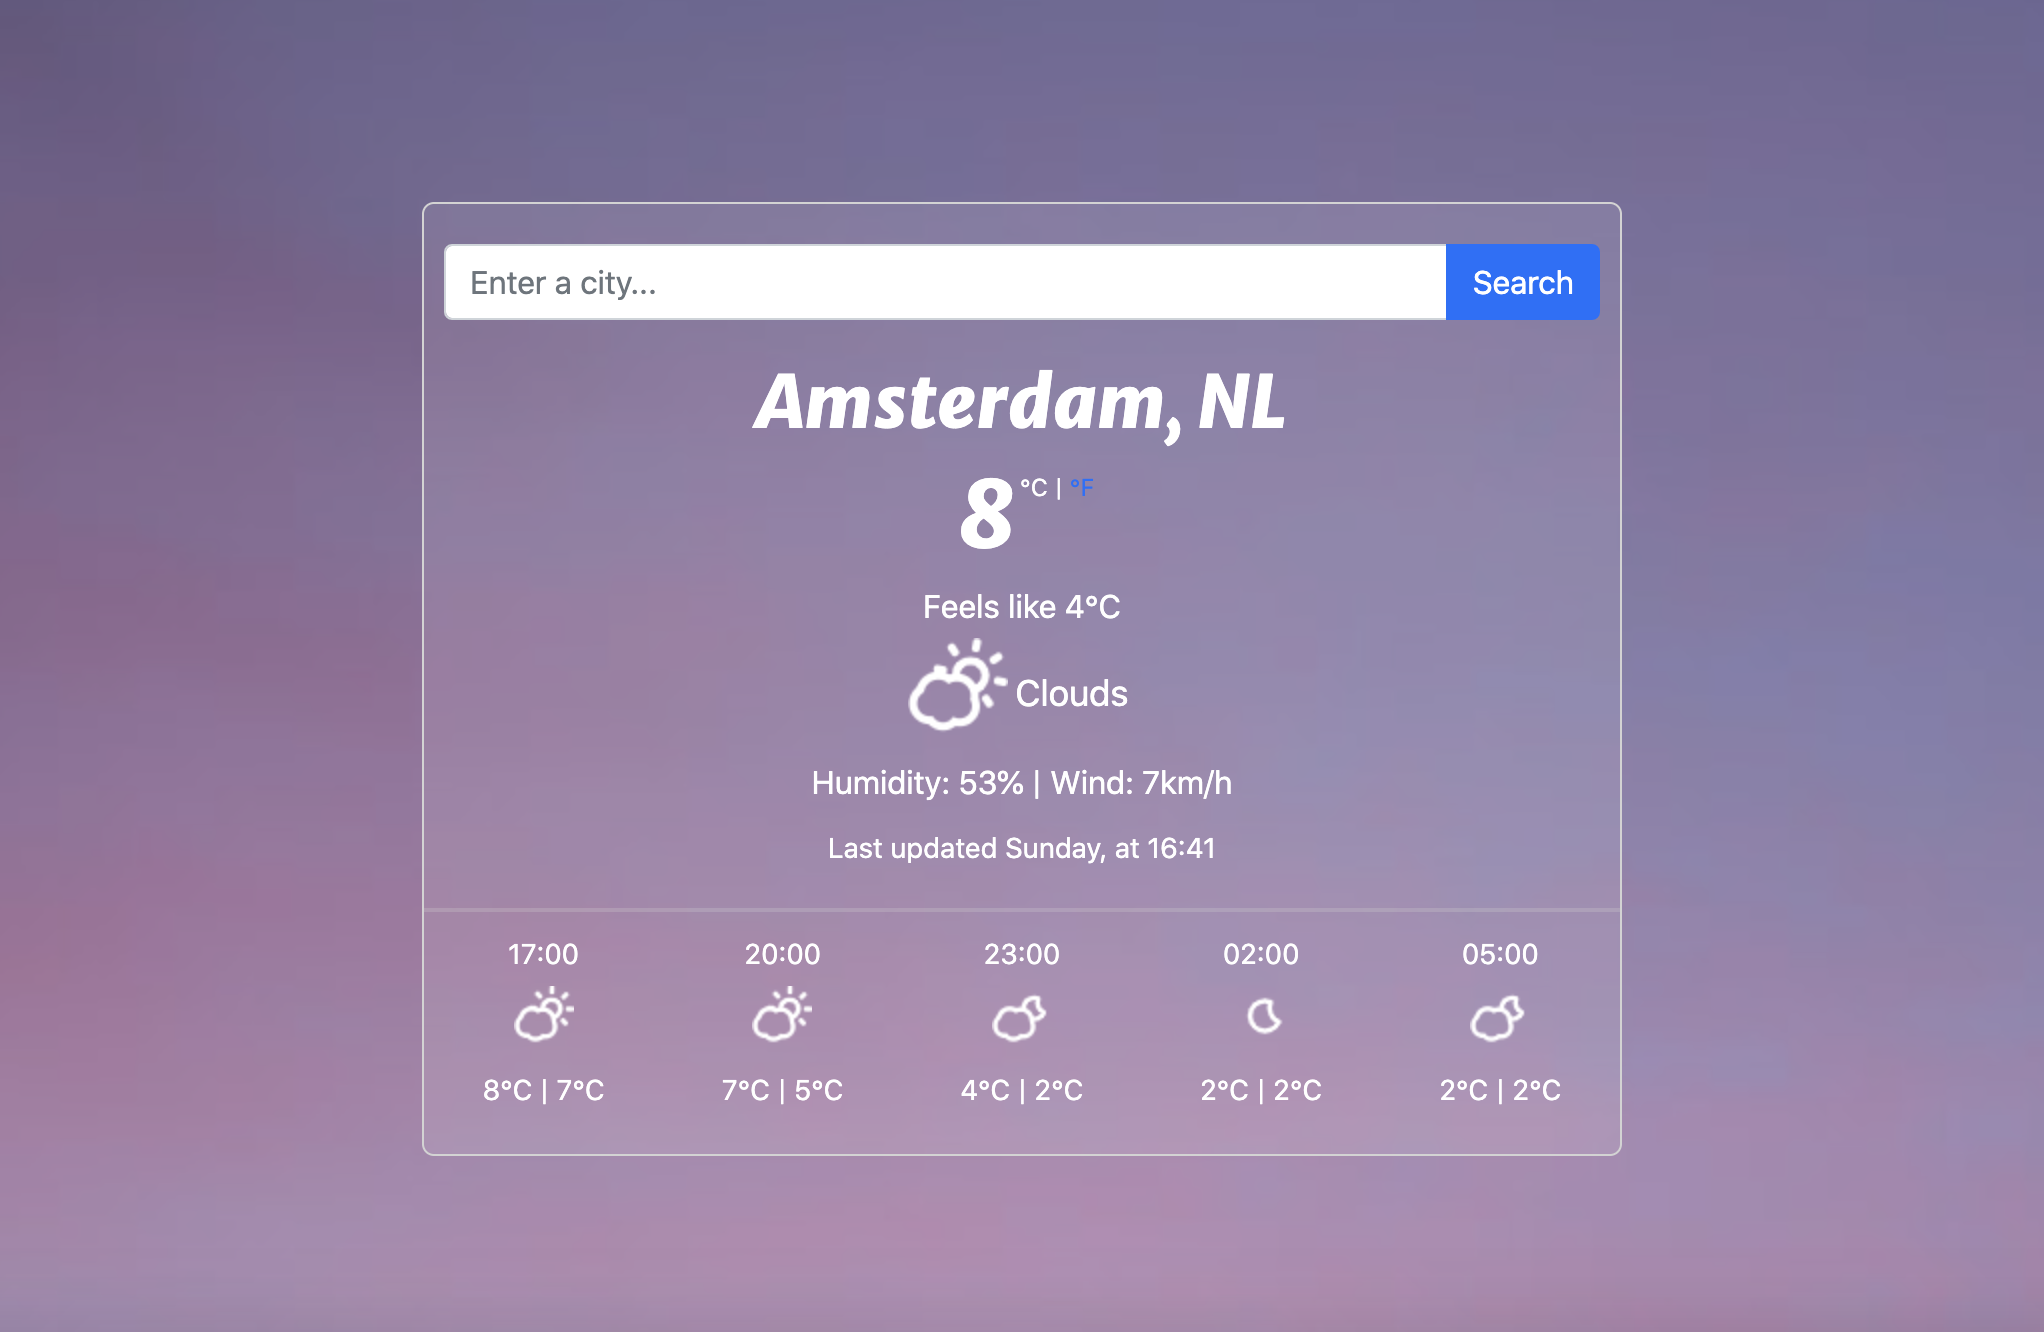 Enter a city...
Search
Amsterdam, NL
8 °C | °F
Feels like 4°C
Clouds
Humidity: 53% | Wind: 7km/h
Last updated Sunday, at 16:41
17:00 20:00 23:00 02:00 05:00
8°C | 7°C 7°C | 5°C 4°C | 2°C 2°C | 2°C 2°C | 2°C